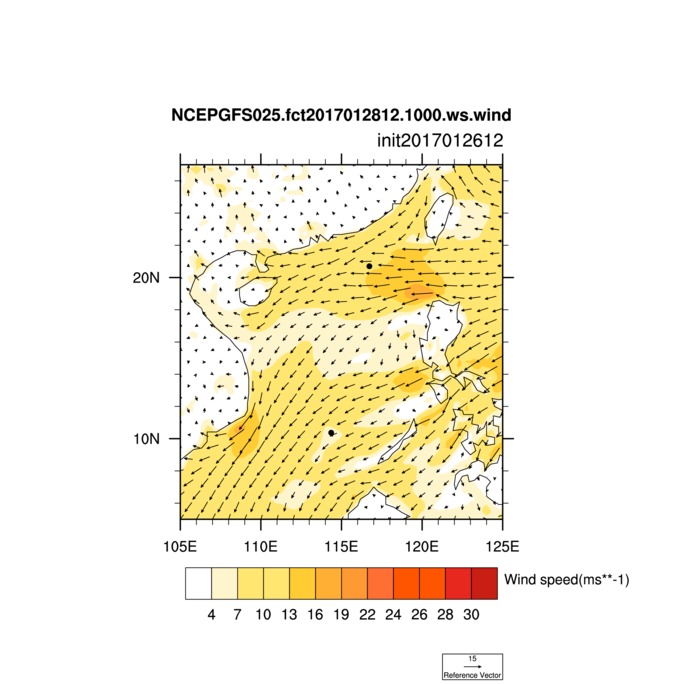 NCEPGFS025.fct2017012812.1000.ws.wind
init2017012612
20N
10N
105E 110E 115E 120E 125E
Wind speed(ms**-1)
4 7 10 13 16 19 22 24 26 28 30
15
Reference Vector